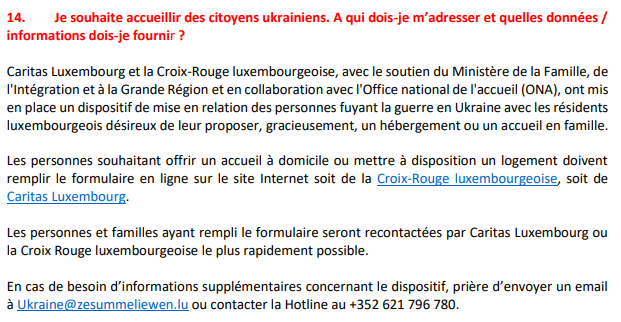 14. Je souhaite accueillir des citoyens ukrainiens. A qui dois-je m’adresser et quelles données /
informations dois-je fournir ?
Caritas Luxembourg et la Croix-Rouge luxembourgeoise, avec le soutien du Ministère de la Famille, de
l'Intégration et à la Grande Région et en collaboration avec l'Office national de l'accueil (ONA), ont mis
en place un dispositif de mise en relation des personnes fuyant la guerre en Ukraine avec les résidents
luxembourgeois désireux de leur proposer, gracieusement, un hébergement ou un accueil en famille.
Les personnes souhaitant offrir un accueil à domicile ou mettre à disposition un logement doivent
remplir le formulaire en ligne sur le site Internet soit de la Croix-Rouge luxembourgeoise, soit de
Caritas Luxembourg.
Les personnes et familles ayant rempli le formulaire seront recontactées par Caritas Luxembourg ou
la Croix Rouge luxembourgeoise le plus rapidement possible.
En cas de besoin d’informations supplémentaires concernant le dispositif, prière d’envoyer un email
à Ukraine@zesummeliewen.lu ou contacter la Hotline au +352 621 796 780.